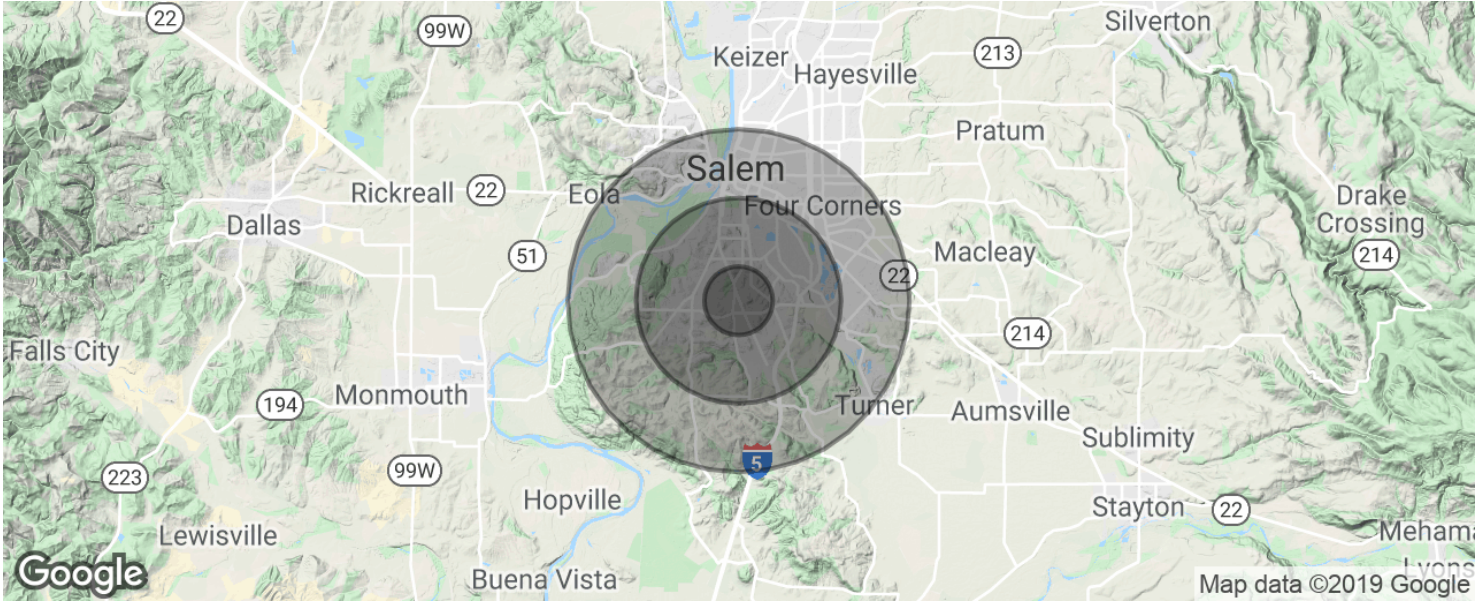 22
99W
Silverton
Keizer
213
Hayesville
Pratum
Salem
Rickreall
22
Eola
Four Corners
Drake
Crossing
Dallas
51
Macleay
214
22
214
Falls City
Monmouth
194
Turner
Aumsville
Sublimity
5
223
99W
Hopville
Stayton
22
Lewisville
Mehama
Lyons
Buena Vista
Google
Map data ©2019 Google